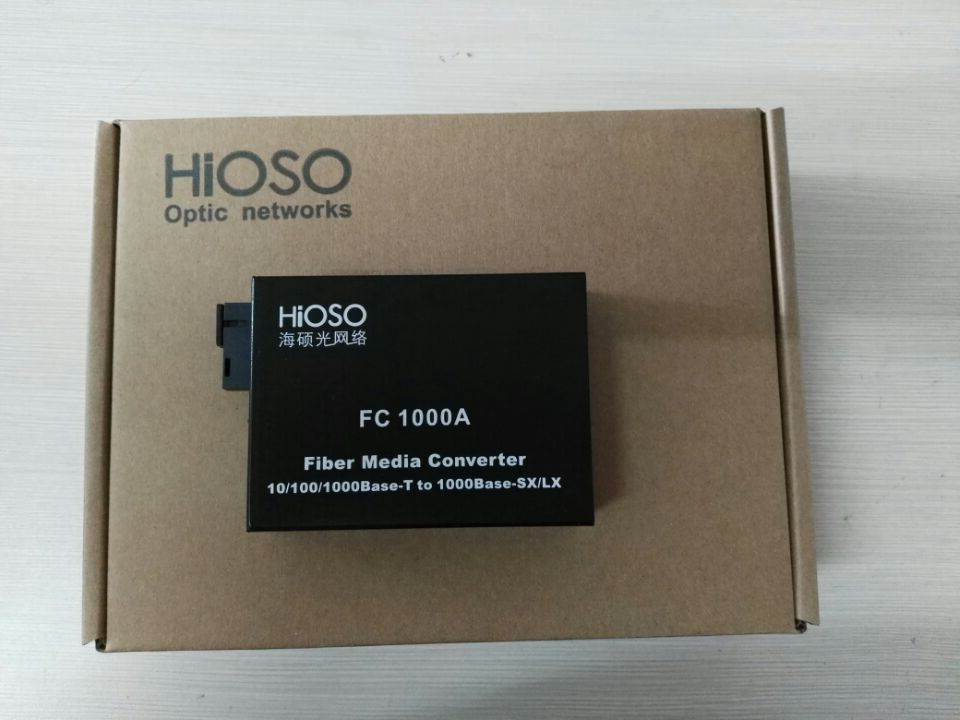 HiOSO
Optic networks
HiOSO
海硕光网络
FC 1000A
Fiber Media Converter
10/100/1000Base-T to 1000Base-SX/LX